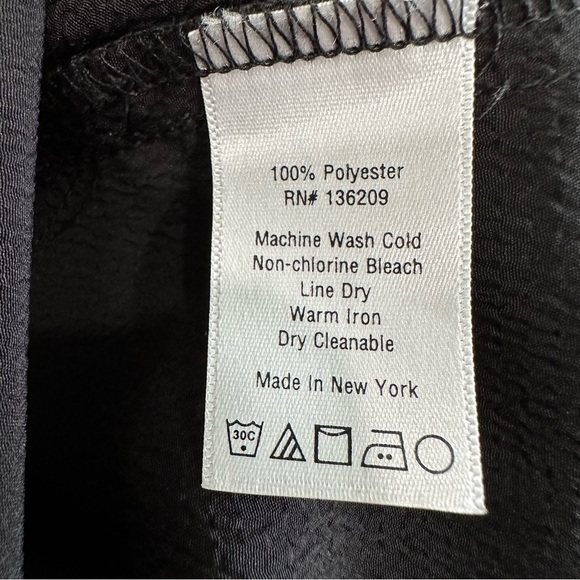 100% Polyester
RN# 136209
Machine Wash Cold
Non-chlorine Bleach
Line Dry
Warm Iron
Dry Cleanable
Made In New York
30C